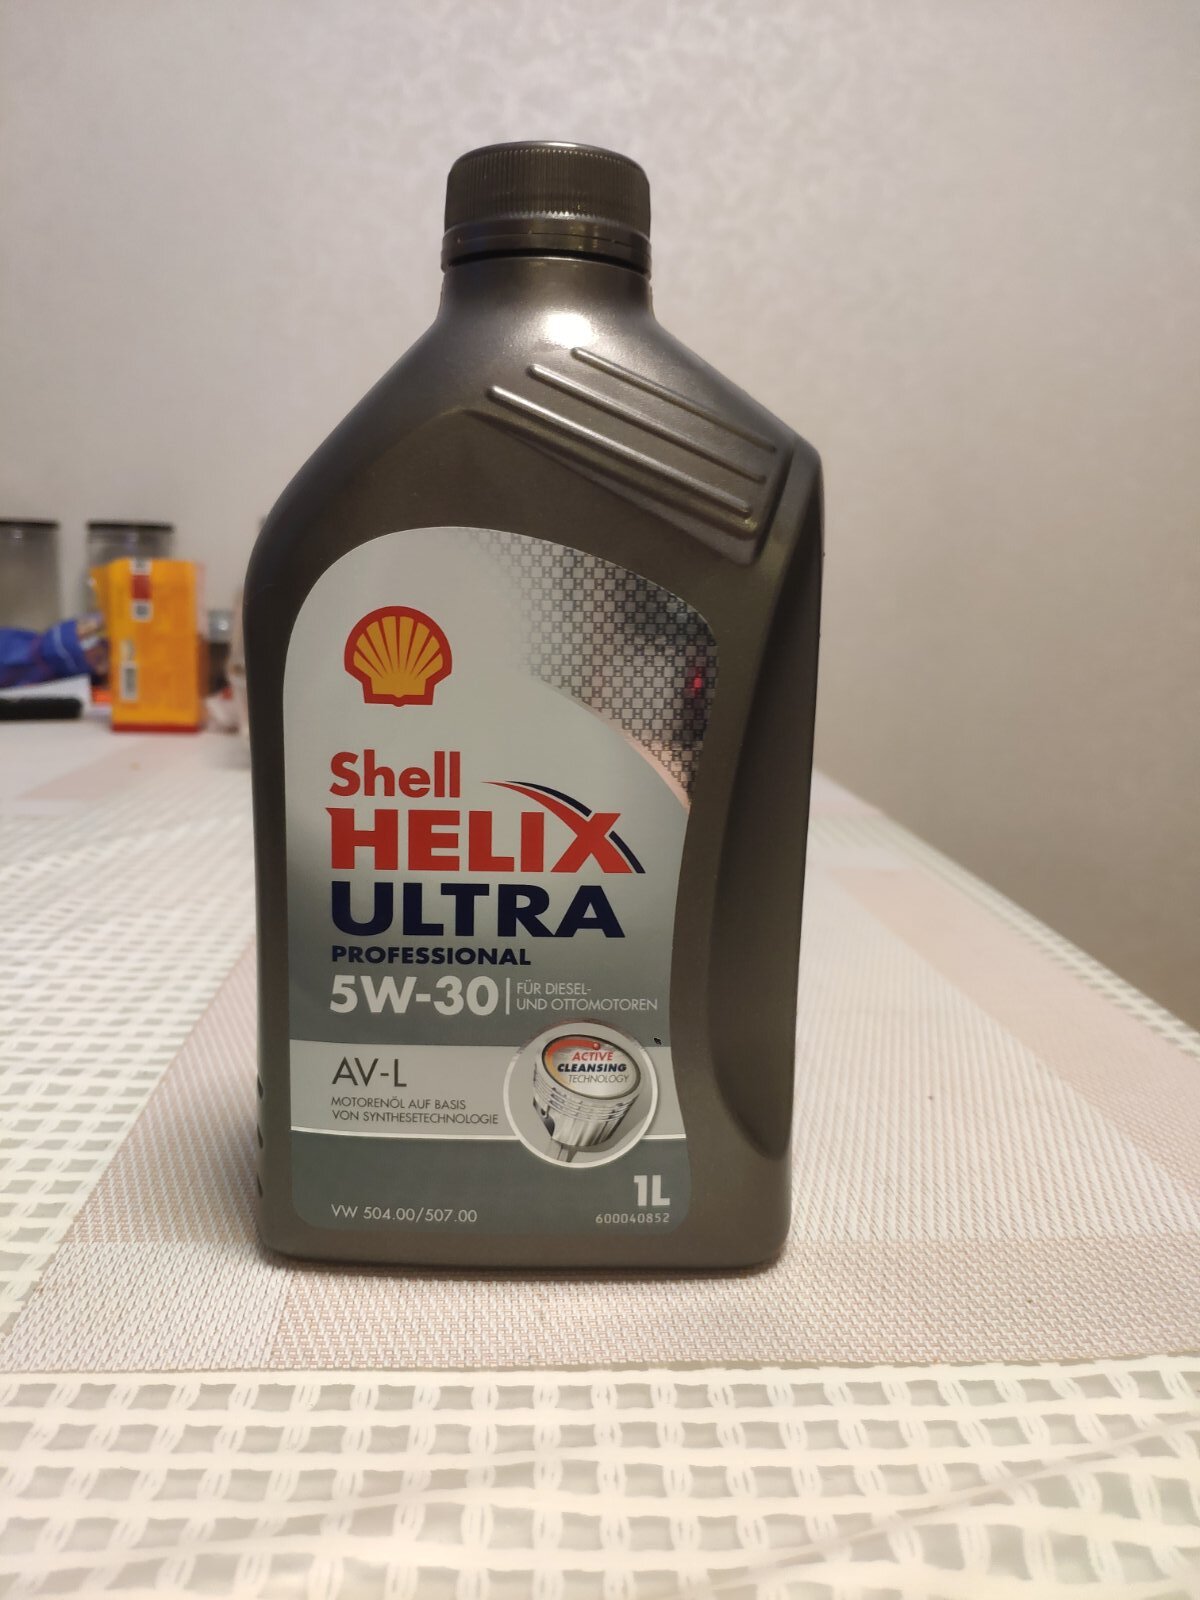 Shell
HELIX
ULTRA
PROFESSIONAL
5W-30
FÜR DIESEL-
UND OTTOMOTOREN
AV-L
MOTORENÖL AUF BASIS
VON SYNTHESETECHNOLOGIE
ACTIVE
CLEANSING
TECHNOLOGY
1L
VW 504.00/507.00
600040852